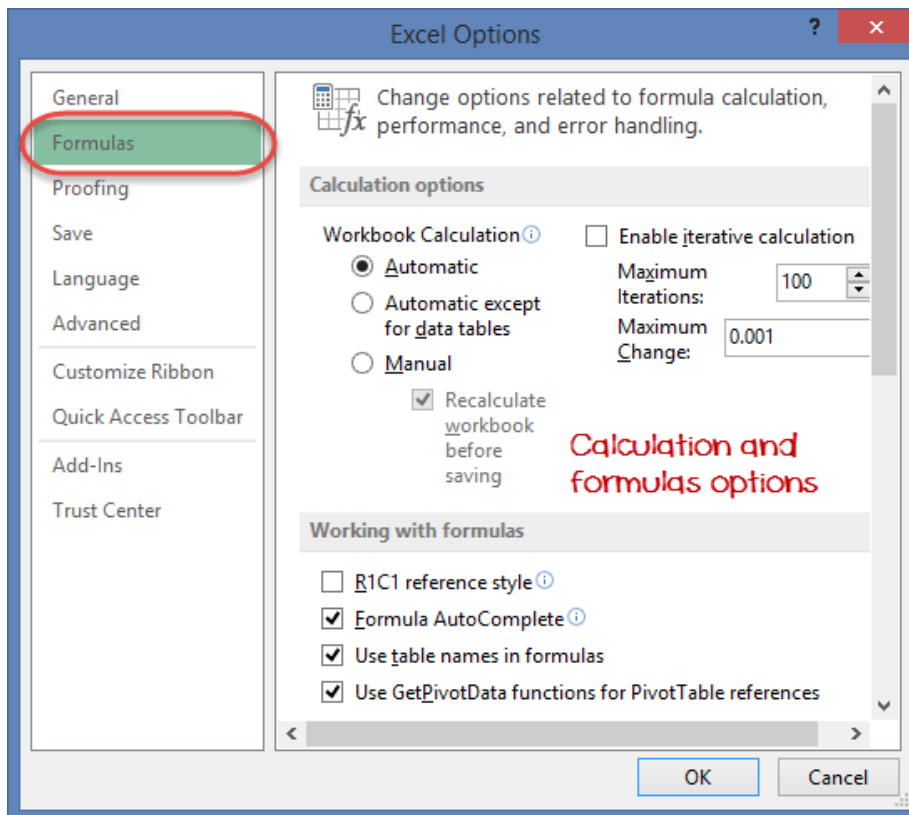 Excel Options
?
×
General
Formulas
Proofing
Save
Language
Advanced
Customize Ribbon
Quick Access Toolbar
Add-Ins
Trust Center
fx
Change options related to formula calculation,
performance, and error handling.
Calculation options
Workbook Calculation
Automatic
Automatic except
for data tables
Manual
Recalculate
workbook
before
saving
Enable iterative calculation
Maximum
Iterations:
100
Maximum
Change:
0.001
Calculation and
formulas options
Working with formulas
R1C1 reference style
Formula AutoComplete
Use table names in formulas
Use GetPivotData functions for PivotTable references
OK
Cancel